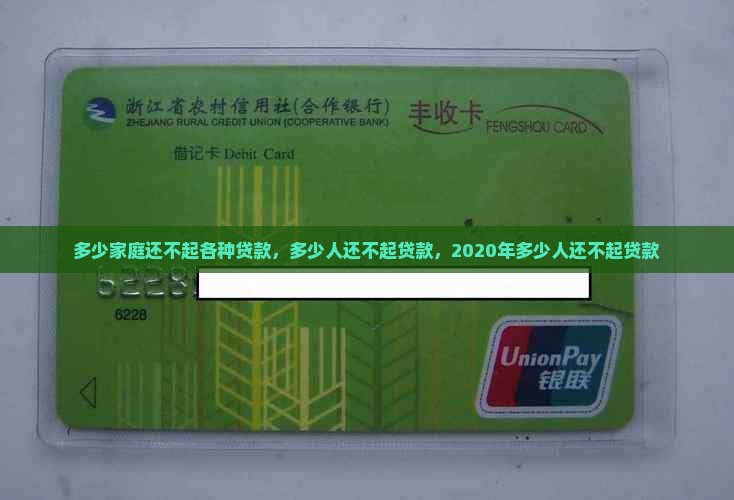 浙江省农村信用社(合作银行)
ZHEJIANG RURAL CREDIT UNION (COOPERATIVE BANK)
丰收卡 FENGSHOU CARD
借记卡 Debit Card
多少家庭还不起各种贷款，多少人还不起贷款，2020年多少人还不起贷款
6228
6228
UnionPay
银联